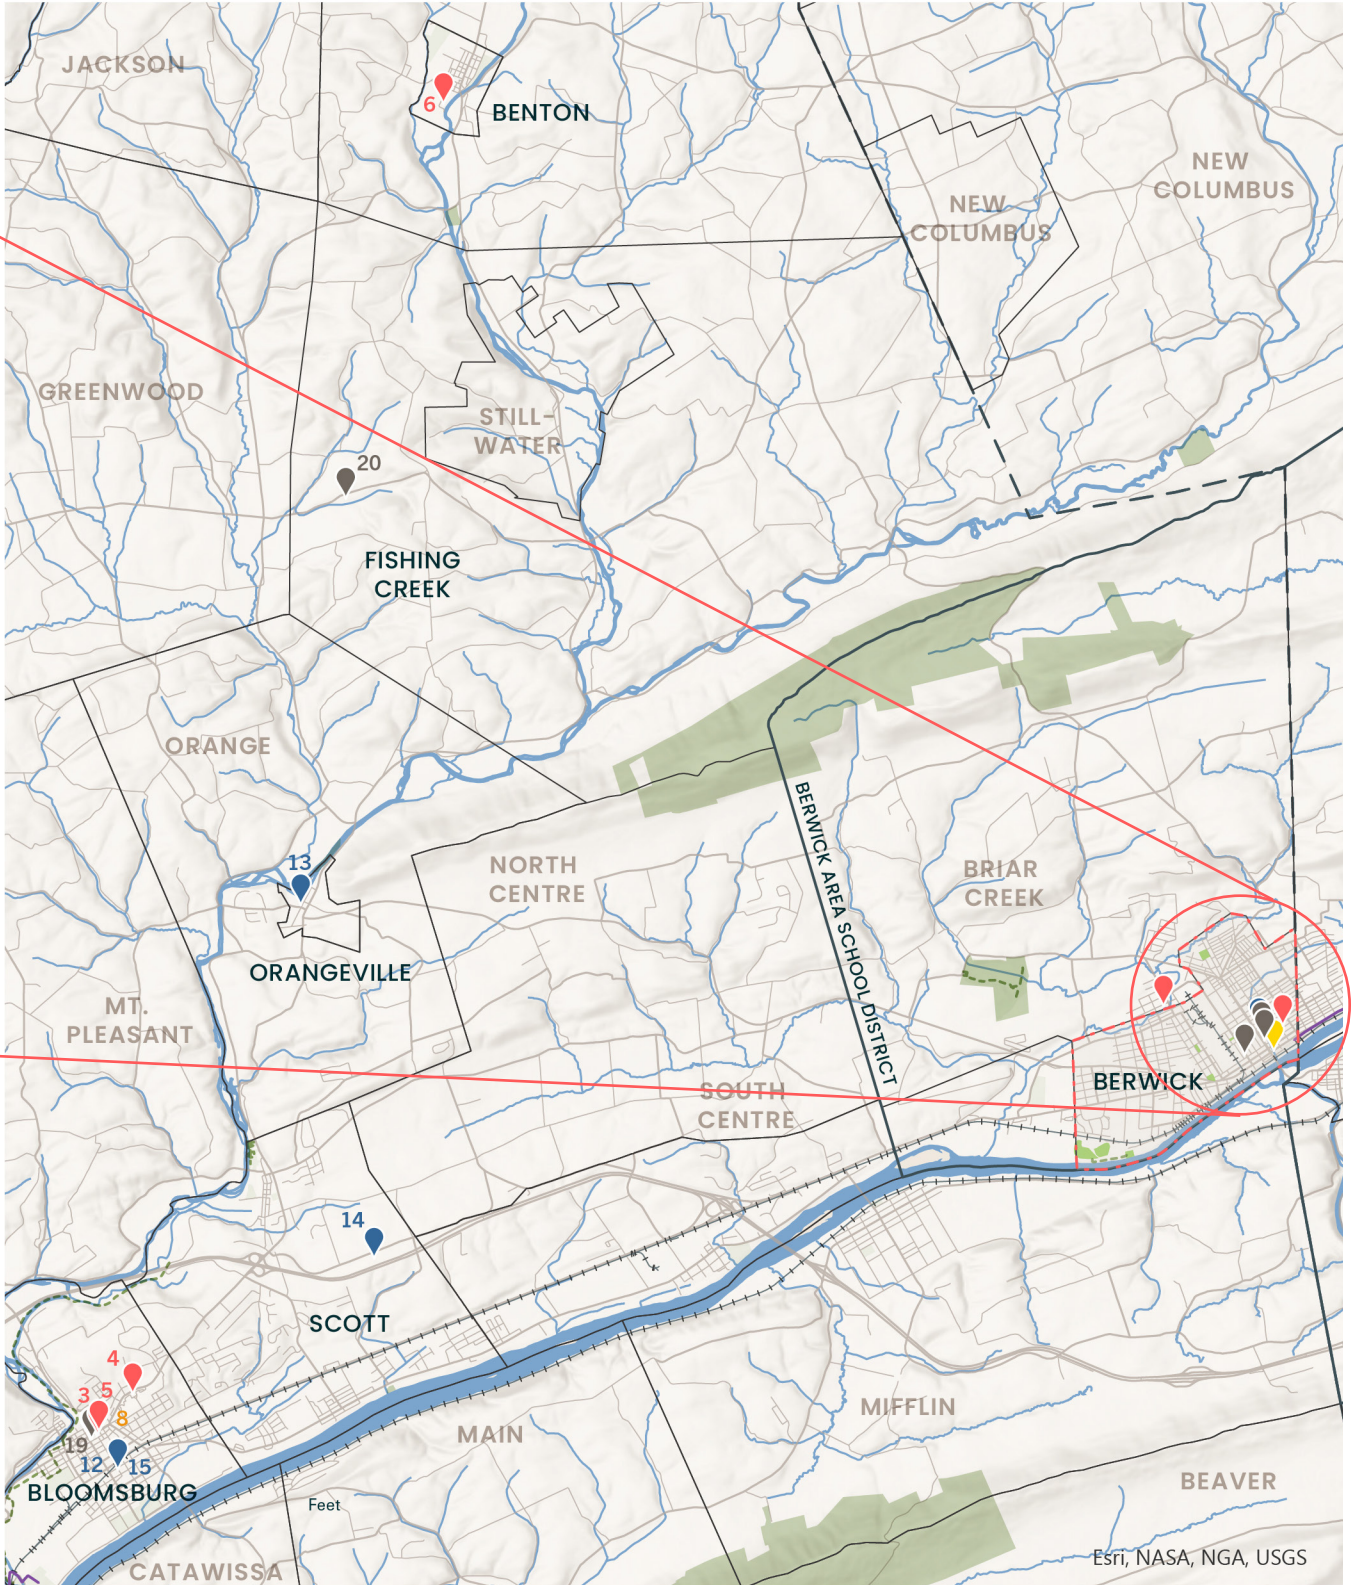 JACKSON
6
BENTON
NEW
COLUMBUS
NEW
COLUMBUS
GREENWOOD
STILL-
WATER
20
FISHING
CREEK
ORANGE
BERWICK AREA SCHOOL DISTRICT
13
NORTH
CENTRE
BRIAR
CREEK
ORANGEVILLE
MT.
PLEASANT
BERWICK
SOUTH
CENTRE
14
SCOTT
4
3
5
8
19
12
15
BLOOMSBURG
MAIN
MIFFLIN
BEAVER
Feet
CATAWISSA
Esri, NASA, NGA, USGS